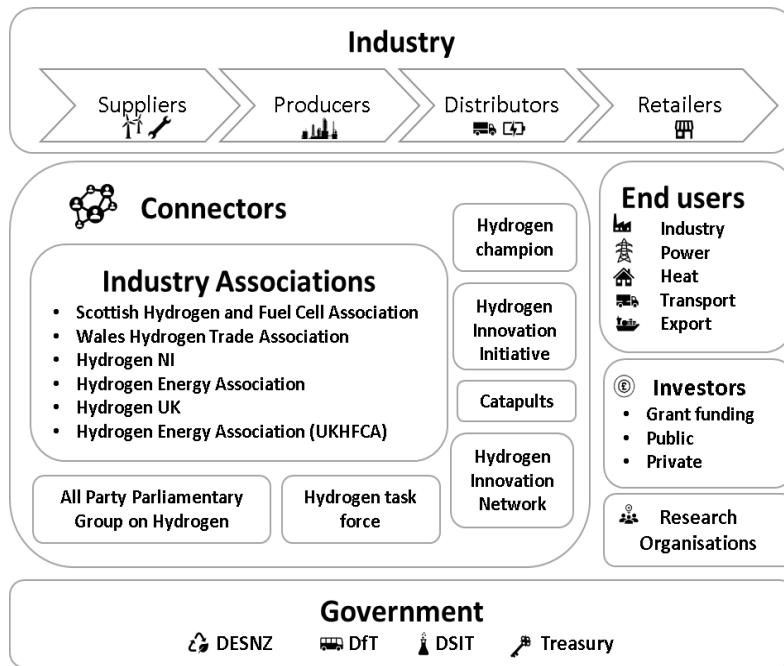 Industry
Suppliers
Producers
Distributors
Retailers
Connectors
Industry Associations
• Scottish Hydrogen and Fuel Cell Association
• Wales Hydrogen Trade Association
• Hydrogen NI
• Hydrogen Energy Association
• Hydrogen UK
• Hydrogen Energy Association (UKHFCA)
All Party Parliamentary
Group on Hydrogen
Hydrogen task
force
Hydrogen
champion
Hydrogen
Innovation
Initiative
Catapults
Hydrogen
Innovation
Network
End users
Industry
Power
Heat
Transport
Export
£
Investors
• Grant funding
• Public
• Private
Research
Organisations
Government
DESNZ
DfT
DSIT
Treasury